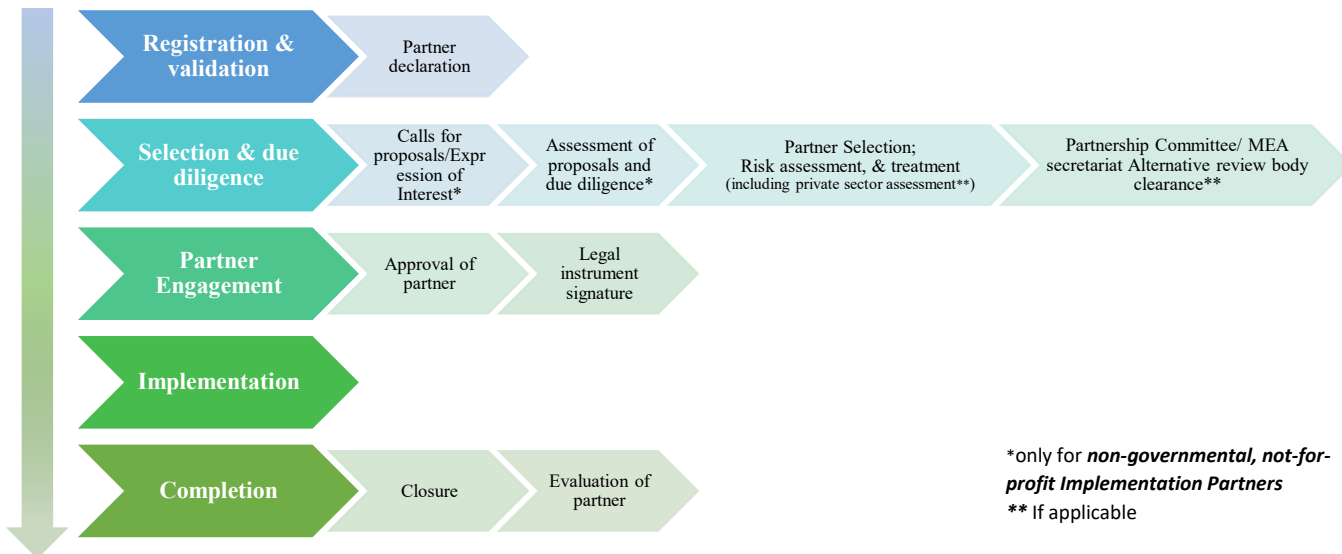 Registration &
validation
Partner
declaration
Selection & due
diligence
Calls for
proposals/Expr
ession of
Interest*
Assessment of
proposals and
due diligence*
Partner Selection;
Risk assessment, & treatment
(including private sector assessment**)
Partnership Committee/ MEA
secretariat Alternative review body
clearance**
Partner
Engagement
Approval of
partner
Legal
instrument
signature
Implementation
Completion
Closure
Evaluation of
partner
*only for non-governmental, not-for-
profit Implementation Partners
** If applicable